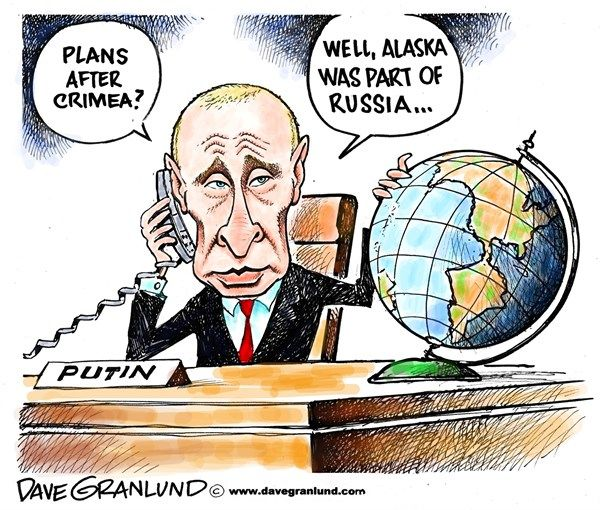 PLANS
AFTER
CRIMEA?
WELL, ALASKA
WAS PART OF
RUSSIA...
PUTIN
DAVE GRANLUND © www.davegranlund.com